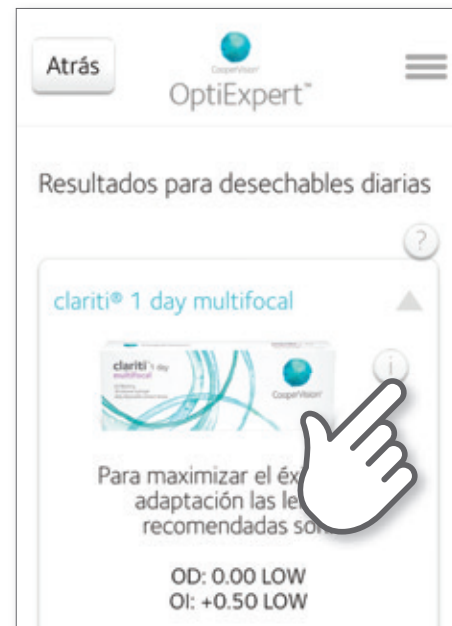 Atrás
CooperVision®
OptiExpert™
Resultados para desechables diarias
?
clariti® 1 day multifocal
clariti® 1 day
multifocal
CooperVision®
i
Para maximizar el éx
adaptación las le
recomendadas son
OD: 0.00 LOW
OI: +0.50 LOW